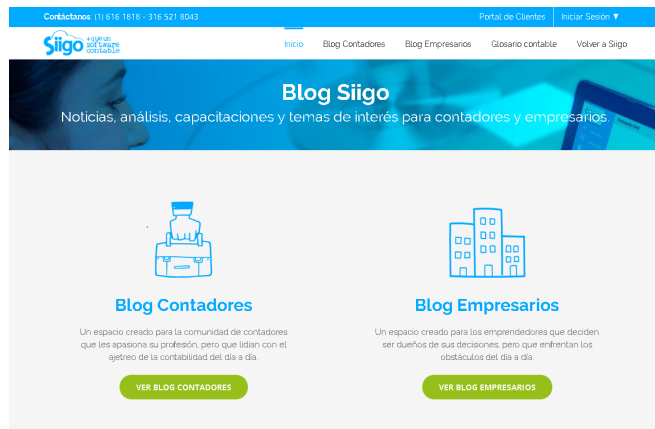 Contáctanos: (1) 616 1818 - 316 521 8043
Portal de Clientes
Iniciar Sesión ▼
Siigo
+ que un
software
contable
Inicio
Blog Contadores
Blog Empresarios
Glosario contable
Volver a Siigo
Blog Siigo
Noticias, análisis, capacitaciones y temas de interés para contadores y empresarios.
Blog Contadores
Un espacio creado para la comunidad de contadores
que les apasiona su profesión, pero que lidian con el
ajetreo de la contabilidad del día a día.
VER BLOG CONTADORES
Blog Empresarios
Un espacio creado para los emprendedores que deciden
ser dueños de sus decisiones, pero que enfrentan los
obstáculos del día a día.
VER BLOG EMPRESARIOS